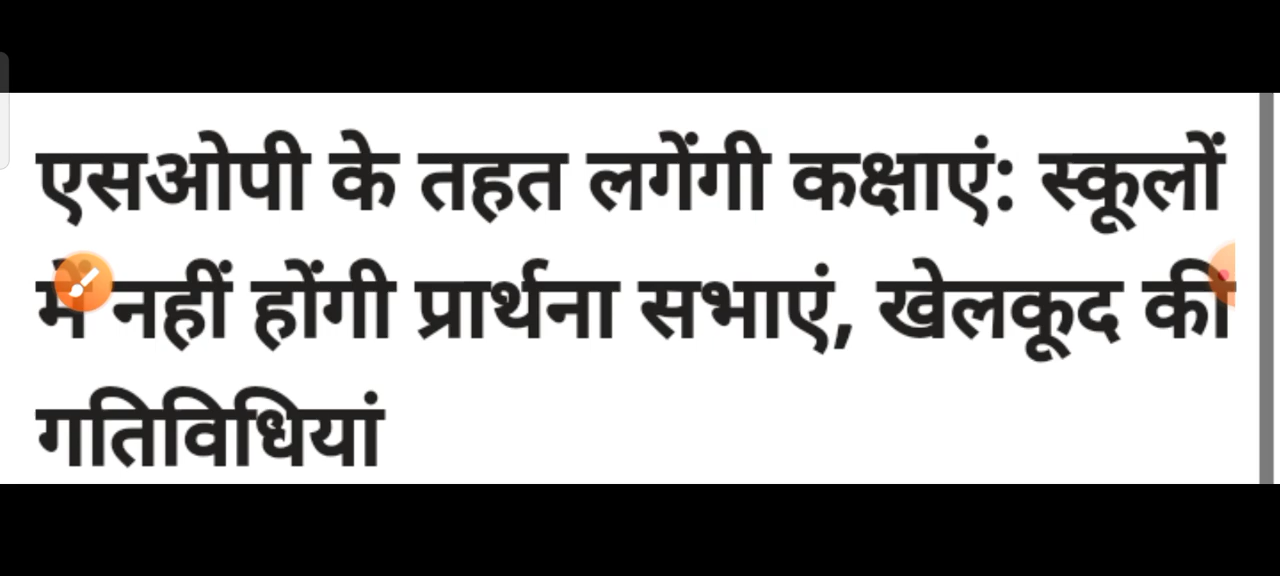 एसओपी के तहत लगेंगी कक्षाएं: स्कूलों
में नहीं होंगी प्रार्थना सभाएं, खेलकूद की
गतिविधियां